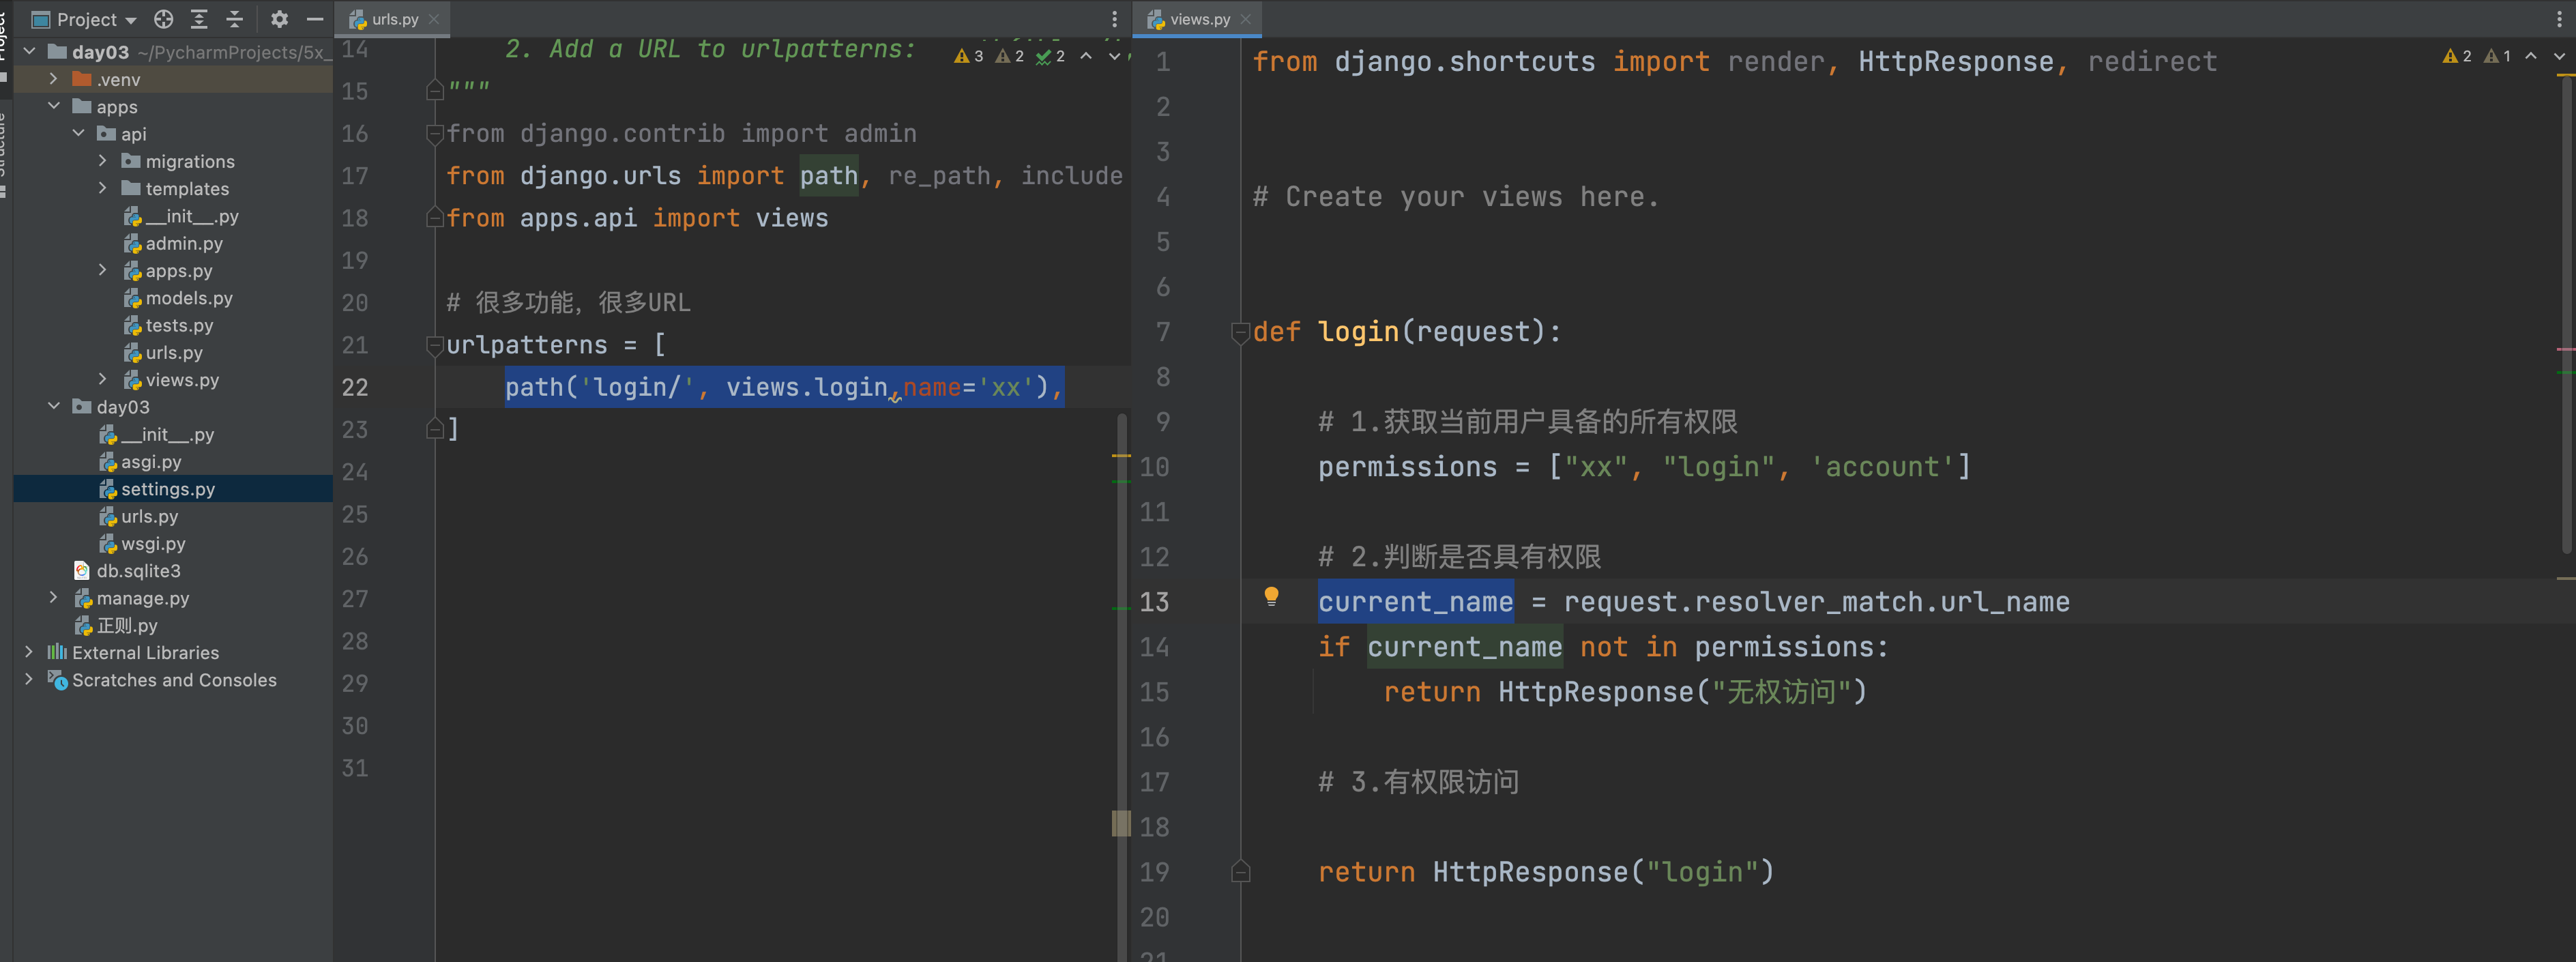 Project
day03 ~/PycharmProjects/5x_
.venv
apps
api
migrations
templates
__init__.py
admin.py
apps.py
models.py
tests.py
urls.py
views.py
day03
__init__.py
asgi.py
settings.py
urls.py
wsgi.py
db.sqlite3
manage.py
正则.py
External Libraries
Scratches and Consoles
urls.py
3 2 2
14 2. Add a URL to urlpatterns:
15 """
16 from django.contrib import admin
17 from django.urls import path, re_path, include
18 from apps.api import views
19
20 # 很多功能，很多URL
21 urlpatterns = [
22 path('login/', views.login,name='xx'),
23 ]
24
25
26
27
28
29
30
31
views.py
2 1
1 from django.shortcuts import render, HttpResponse, redirect
2
3
4 # Create your views here.
5
6
7 def login(request):
8
9 # 1.获取当前用户具备的所有权限
10 permissions = ["xx", "login", 'account']
11
12 # 2.判断是否具有权限
13 current_name = request.resolver_match.url_name
14 if current_name not in permissions:
15 return HttpResponse("无权访问")
16
17 # 3.有权限访问
18
19 return HttpResponse("login")
20
21